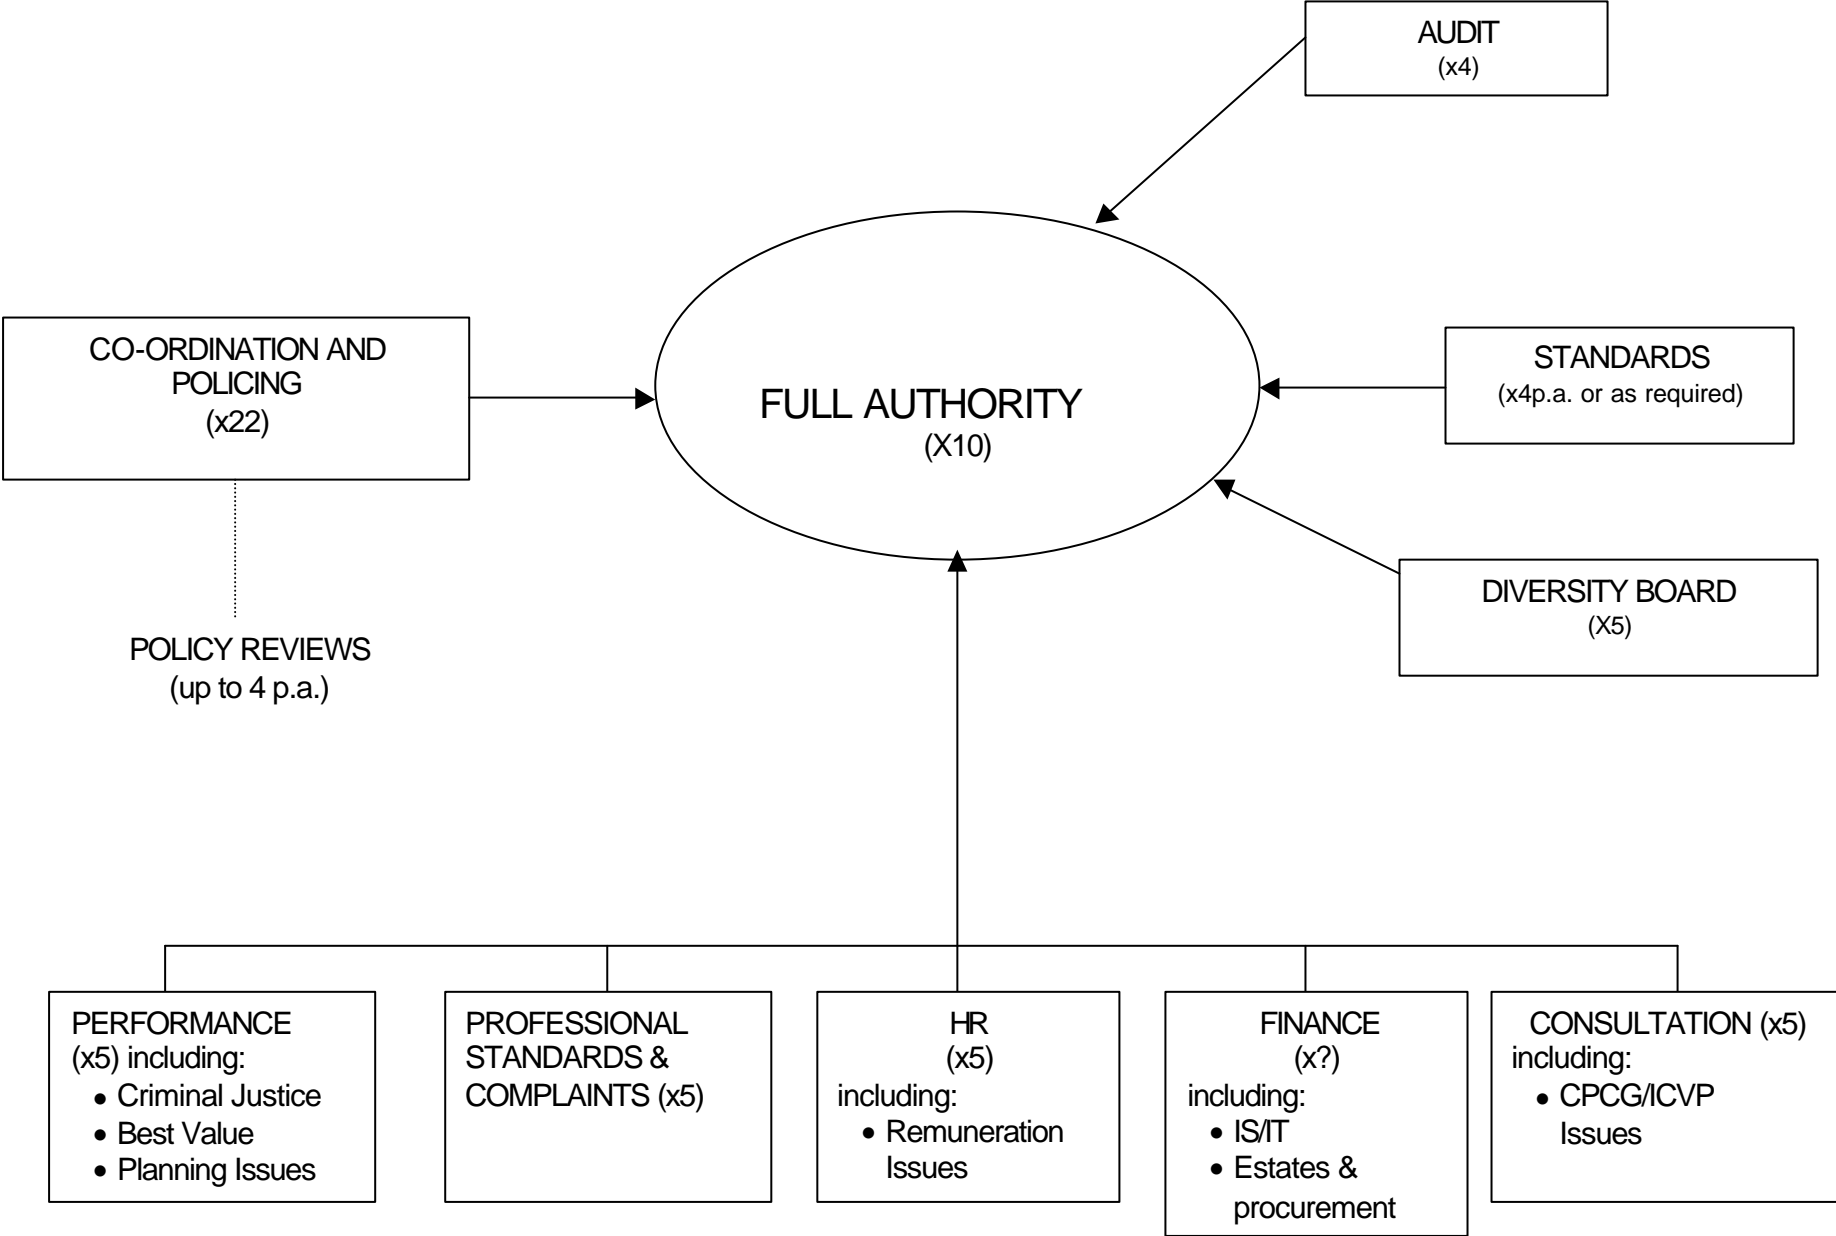 AUDIT
(x4)
CO-ORDINATION AND
POLICING
(x22)
FULL AUTHORITY
(X10)
STANDARDS
(x4p.a. or as required)
DIVERSITY BOARD
(X5)
POLICY REVIEWS
(up to 4 p.a.)
PERFORMANCE
(x5) including:
• Criminal Justice
• Best Value
• Planning Issues
PROFESSIONAL
STANDARDS &
COMPLAINTS (x5)
HR
(x5)
including:
• Remuneration
Issues
FINANCE
(x?)
including:
• IS/IT
• Estates &
procurement
CONSULTATION (x5)
including:
• CPCG/ICVP
Issues